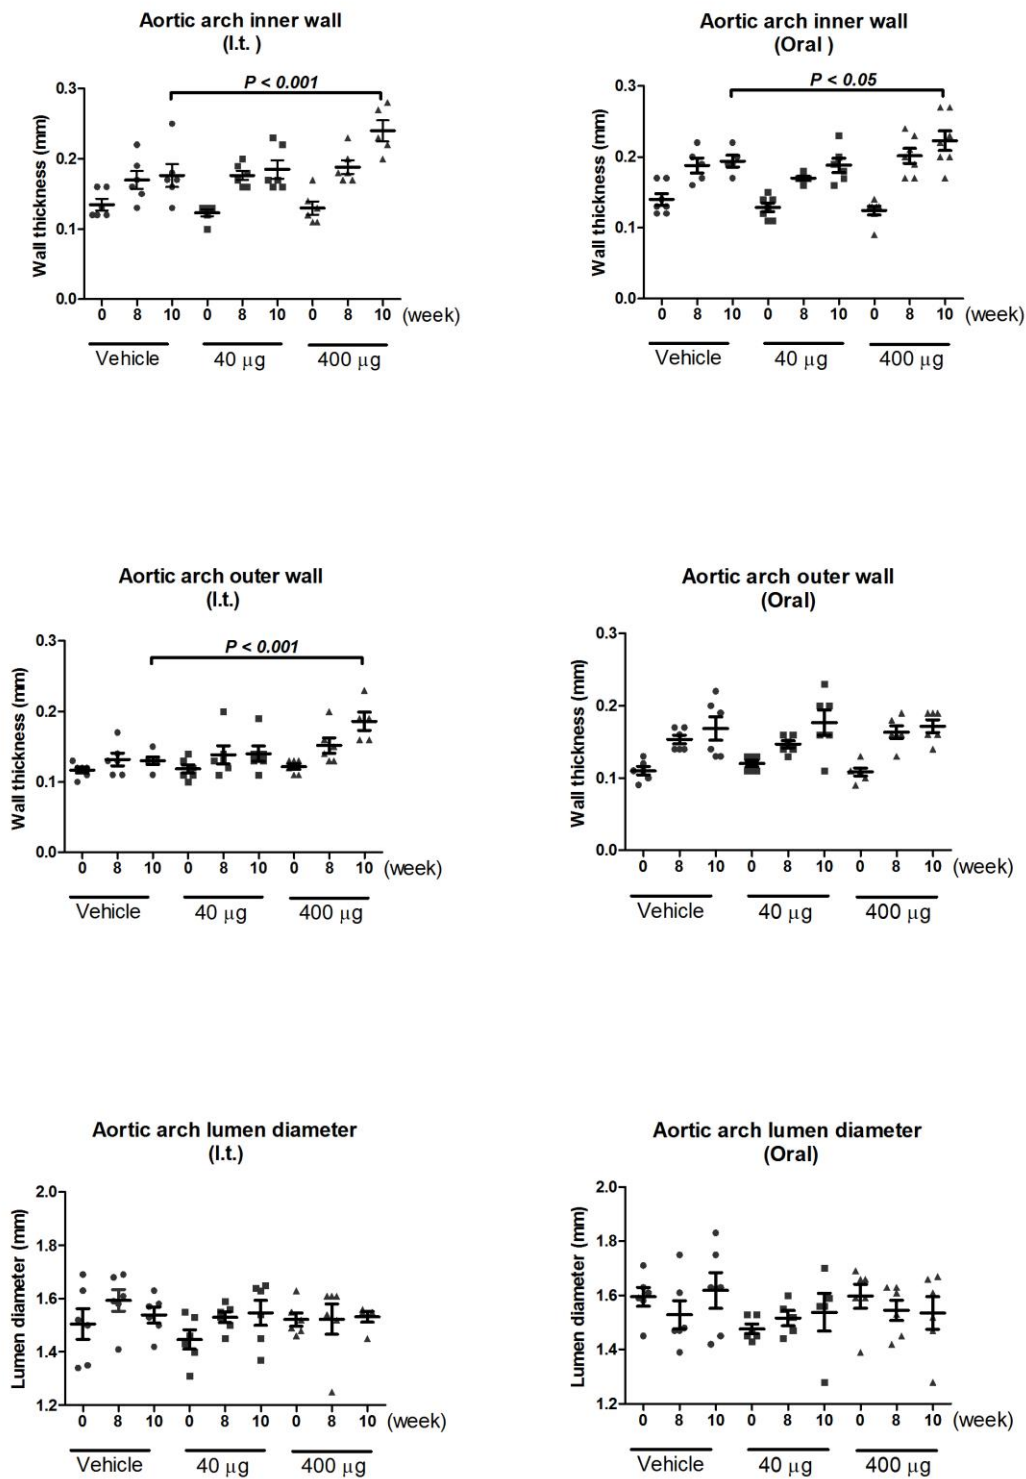 Aortic arch inner wall
(I.t. )
P < 0.001
Wall thickness (mm)
0.3
0.2
0.1
0.0
0 8 10 0 8 10 0 8 10 (week)
Vehicle 40 μg 400 μg
Aortic arch inner wall
(Oral )
P < 0.05
Wall thickness (mm)
0.3
0.2
0.1
0.0
0 8 10 0 8 10 0 8 10 (week)
Vehicle 40 μg 400 μg
Aortic arch outer wall
(I.t.)
P < 0.001
Wall thickness (mm)
0.3
0.2
0.1
0.0
0 8 10 0 8 10 0 8 10 (week)
Vehicle 40 μg 400 μg
Aortic arch outer wall
(Oral)
Wall thickness (mm)
0.3
0.2
0.1
0.0
0 8 10 0 8 10 0 8 10 (week)
Vehicle 40 μg 400 μg
Aortic arch lumen diameter
(I.t.)
Lumen diameter (mm)
2.0
1.8
1.6
1.4
1.2
0 8 10 0 8 10 0 8 10 (week)
Vehicle 40 μg 400 μg
Aortic arch lumen diameter
(Oral)
Lumen diameter (mm)
2.0
1.8
1.6
1.4
1.2
0 8 10 0 8 10 0 8 10 (week)
Vehicle 40 μg 400 μg